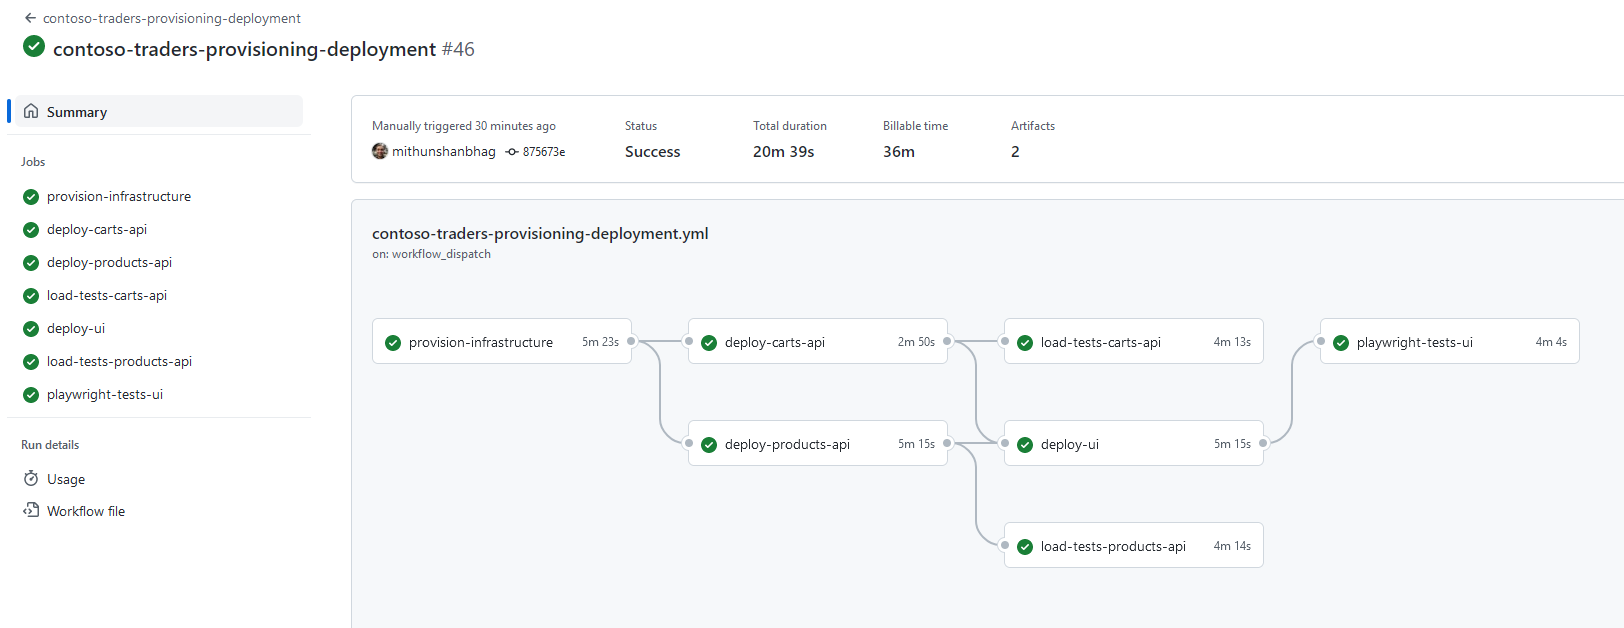 contoso-traders-provisioning-deployment
contoso-traders-provisioning-deployment #46
Summary
Jobs
provision-infrastructure
deploy-carts-api
deploy-products-api
load-tests-carts-api
deploy-ui
load-tests-products-api
playwright-tests-ui
Run details
Usage
Workflow file
Manually triggered 30 minutes ago
mithunshanbhag 875673e
Status
Success
Total duration
20m 39s
Billable time
36m
Artifacts
2
contoso-traders-provisioning-deployment.yml
on: workflow_dispatch
provision-infrastructure 5m 23s
deploy-carts-api 2m 50s
load-tests-carts-api 4m 13s
playwright-tests-ui 4m 4s
deploy-products-api 5m 15s
deploy-ui 5m 15s
load-tests-products-api 4m 14s